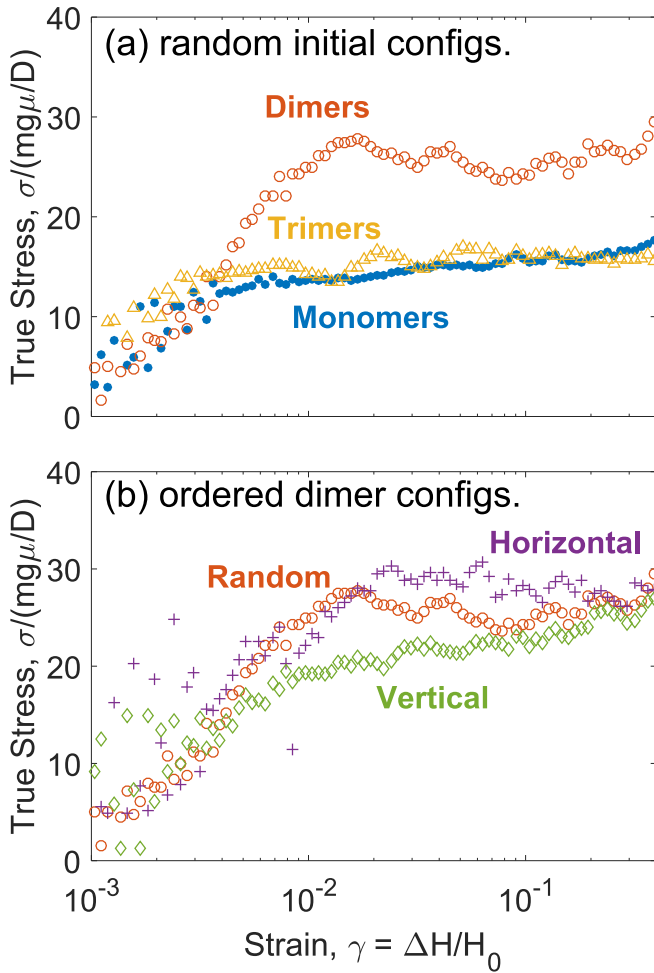 40
(a) random initial configs.
Dimers
30
True Stress, σ/(mgμ/D)
20
Trimers
10
Monomers
0
40
(b) ordered dimer configs.
Horizontal
30
Random
True Stress, σ/(mgμ/D)
20
Vertical
10
0
10⁻³ 10⁻² 10⁻¹
Strain, γ = ΔH/H₀